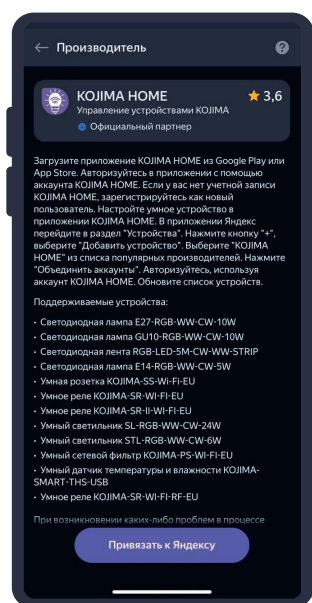 ← Производитель ?
KOJIMA HOME ★ 3,6
Управление устройствами KOJIMA
Официальный партнер
Загрузите приложение KOJIMA HOME из Google Play или
App Store. Авторизуйтесь в приложении с помощью
аккаунта KOJIMA HOME. Если у вас нет учетной записи
KOJIMA HOME, зарегистрируйтесь как новый
пользователь. Настройте умное устройство в
приложении KOJIMA HOME. В приложении Яндекс
перейдите в раздел "Устройства". Нажмите кнопку "+",
выберите "Добавить устройство". Выберите "KOJIMA
HOME" из списка популярных производителей. Нажмите
"Объединить аккаунты". Авторизуйтесь, используя
аккаунт KOJIMA HOME. Обновите список устройств.
Поддерживаемые устройства:
• Светодиодная лампа E27-RGB-WW-CW-10W
• Светодиодная лампа GU10-RGB-WW-CW-10W
• Светодиодная лента RGB-LED-5M-CW-WW-STRIP
• Светодиодная лампа E14-RGB-WW-CW-5W
• Умная розетка KOJIMA-SS-Wi-Fi-EU
• Умное реле KOJIMA-SR-WI-FI-EU
• Умное реле KOJIMA-SR-II-WI-FI-EU
• Умный светильник SL-RGB-WW-CW-24W
• Умный светильник STL-RGB-WW-CW-6W
• Умный сетевой фильтр KOJIMA-PS-WI-FI-EU
• Умный датчик температуры и влажности KOJIMA-
SMART-THS-USB
• Умное реле KOJIMA-SR-WI-FI-RF-EU
При возникновении каких-либо проблем в процессе
Привязать к Яндексу